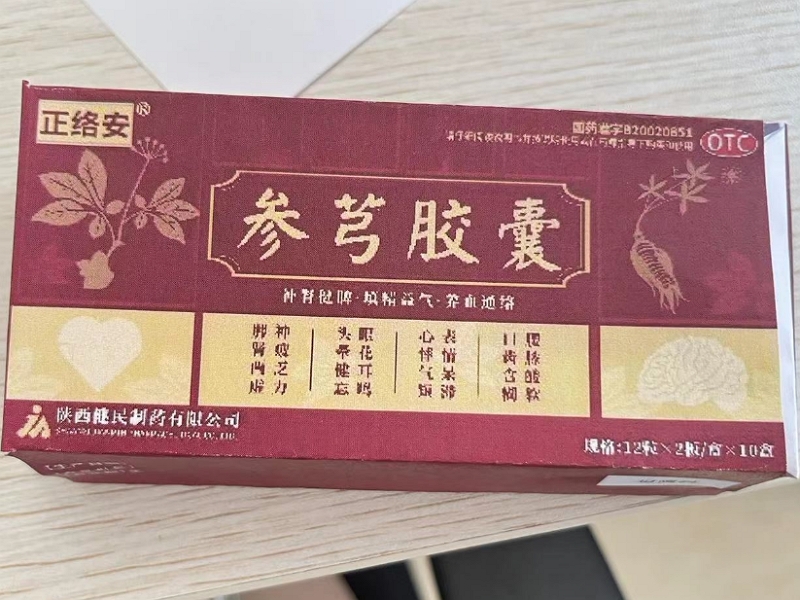 正络安®
国药准字B20020851
OTC
参芎胶囊
补肾健脾·填精益气·养血通络
脾肾两虚
神疲乏力
头晕健忘
眼花耳鸣
心悸气短
表情呆滞
口齿含糊
腰膝酸软
陕西健民制药有限公司
规格:12粒×2板/盒×10盒